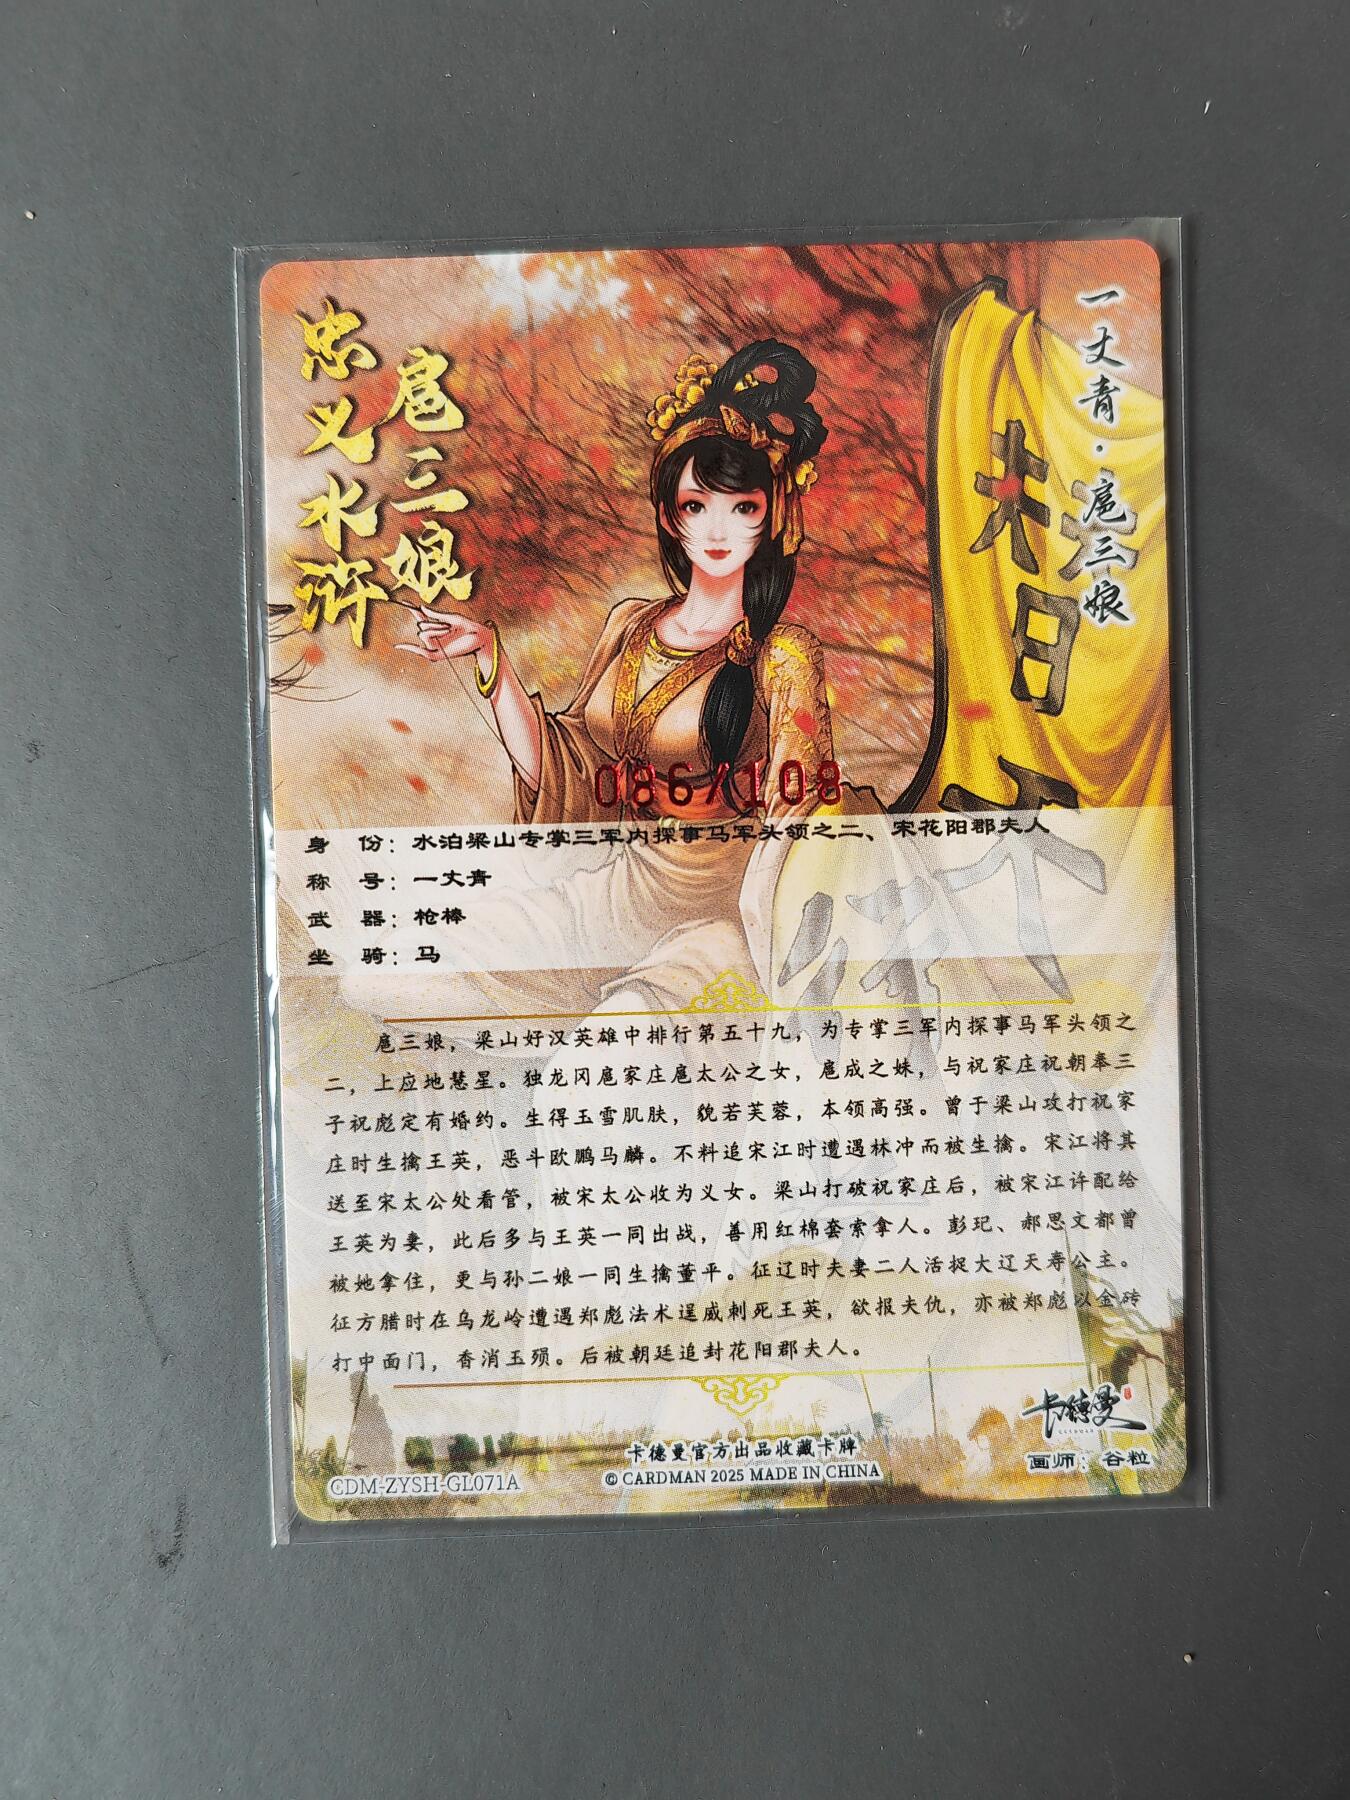 忠义水浒
扈三娘
一丈青·扈三娘
086/108
身 份：水泊梁山专掌三军内探事马军头领之二、宋花阳郡夫人
称 号：一丈青
武 器：枪棒
坐 骑：马
扈三娘，梁山好汉英雄中排行第五十九，为专掌三军内探事马军头领之
二，上应地慧星。独龙冈扈家庄扈太公之女，扈成之妹，与祝家庄祝朝奉三
子祝彪定有婚约。生得玉雪肌肤，貌若芙蓉，本领高强。曾于梁山攻打祝家
庄时生擒王英，恶斗欧鹏马麟。不料追宋江时遭遇林冲而被生擒。宋江将其
送至宋太公处看管，被宋太公收为义女。梁山打破祝家庄后，被宋江许配给
王英为妻，此后多与王英一同出战，善用红棉套索拿人。彭玘、郝思文都曾
被她拿住，更与孙二娘一同生擒董平。征辽时夫妻二人活捉大辽天寿公主。
征方腊时在乌龙岭遭遇郑彪法术逞威刺死王英，欲报夫仇，亦被郑彪以金砖
打中面门，香消玉殒。后被朝廷追封花阳郡夫人。
卡德曼
画师：谷粒
卡德曼官方出品收藏卡牌
© CARDMAN 2025 MADE IN CHINA
CDM-ZYSH-GL071A